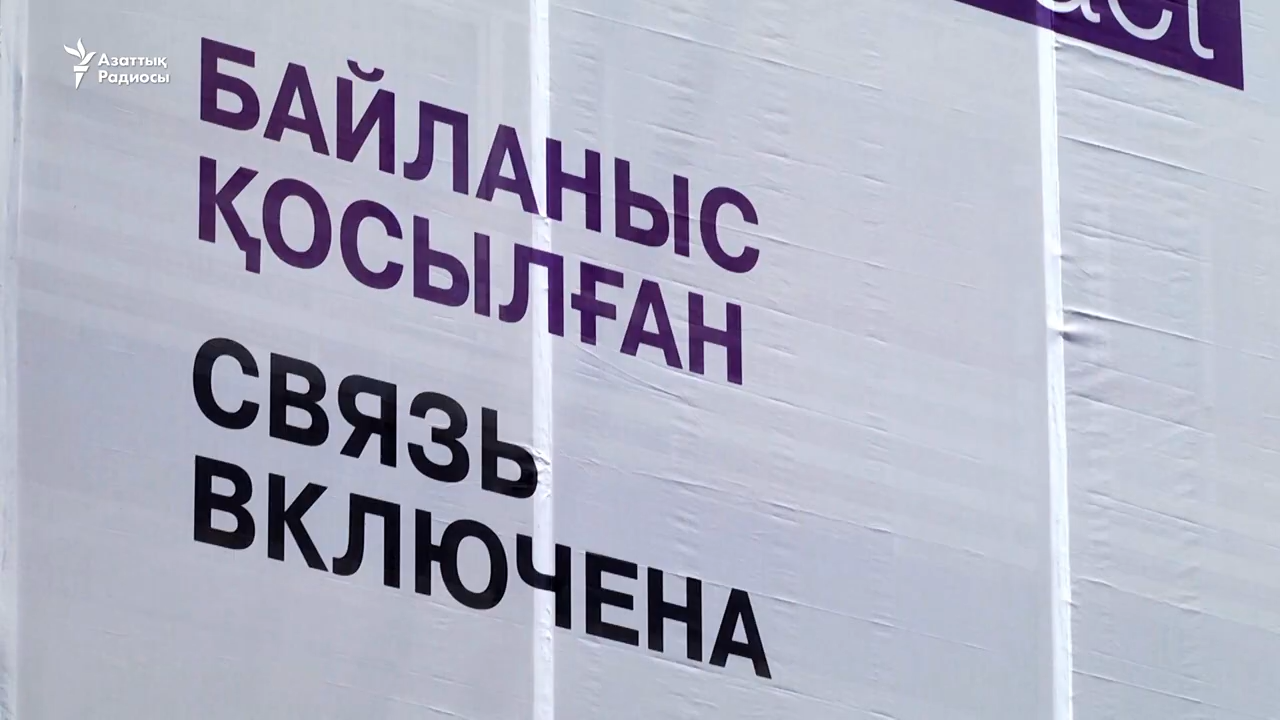 Азаттық
Радиосы
БАЙЛАНЫС
ҚОСЫЛҒАН
СВЯЗЬ
ВКЛЮЧЕНА